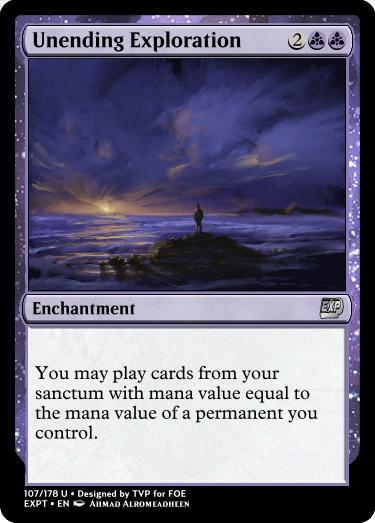 Unending Exploration 2
Enchantment EXP
You may play cards from your
sanctum with mana value equal to
the mana value of a permanent you
control.
107/178 U • Designed by TVP for FOE
EXPT • EN Ahmad Alromeadheen